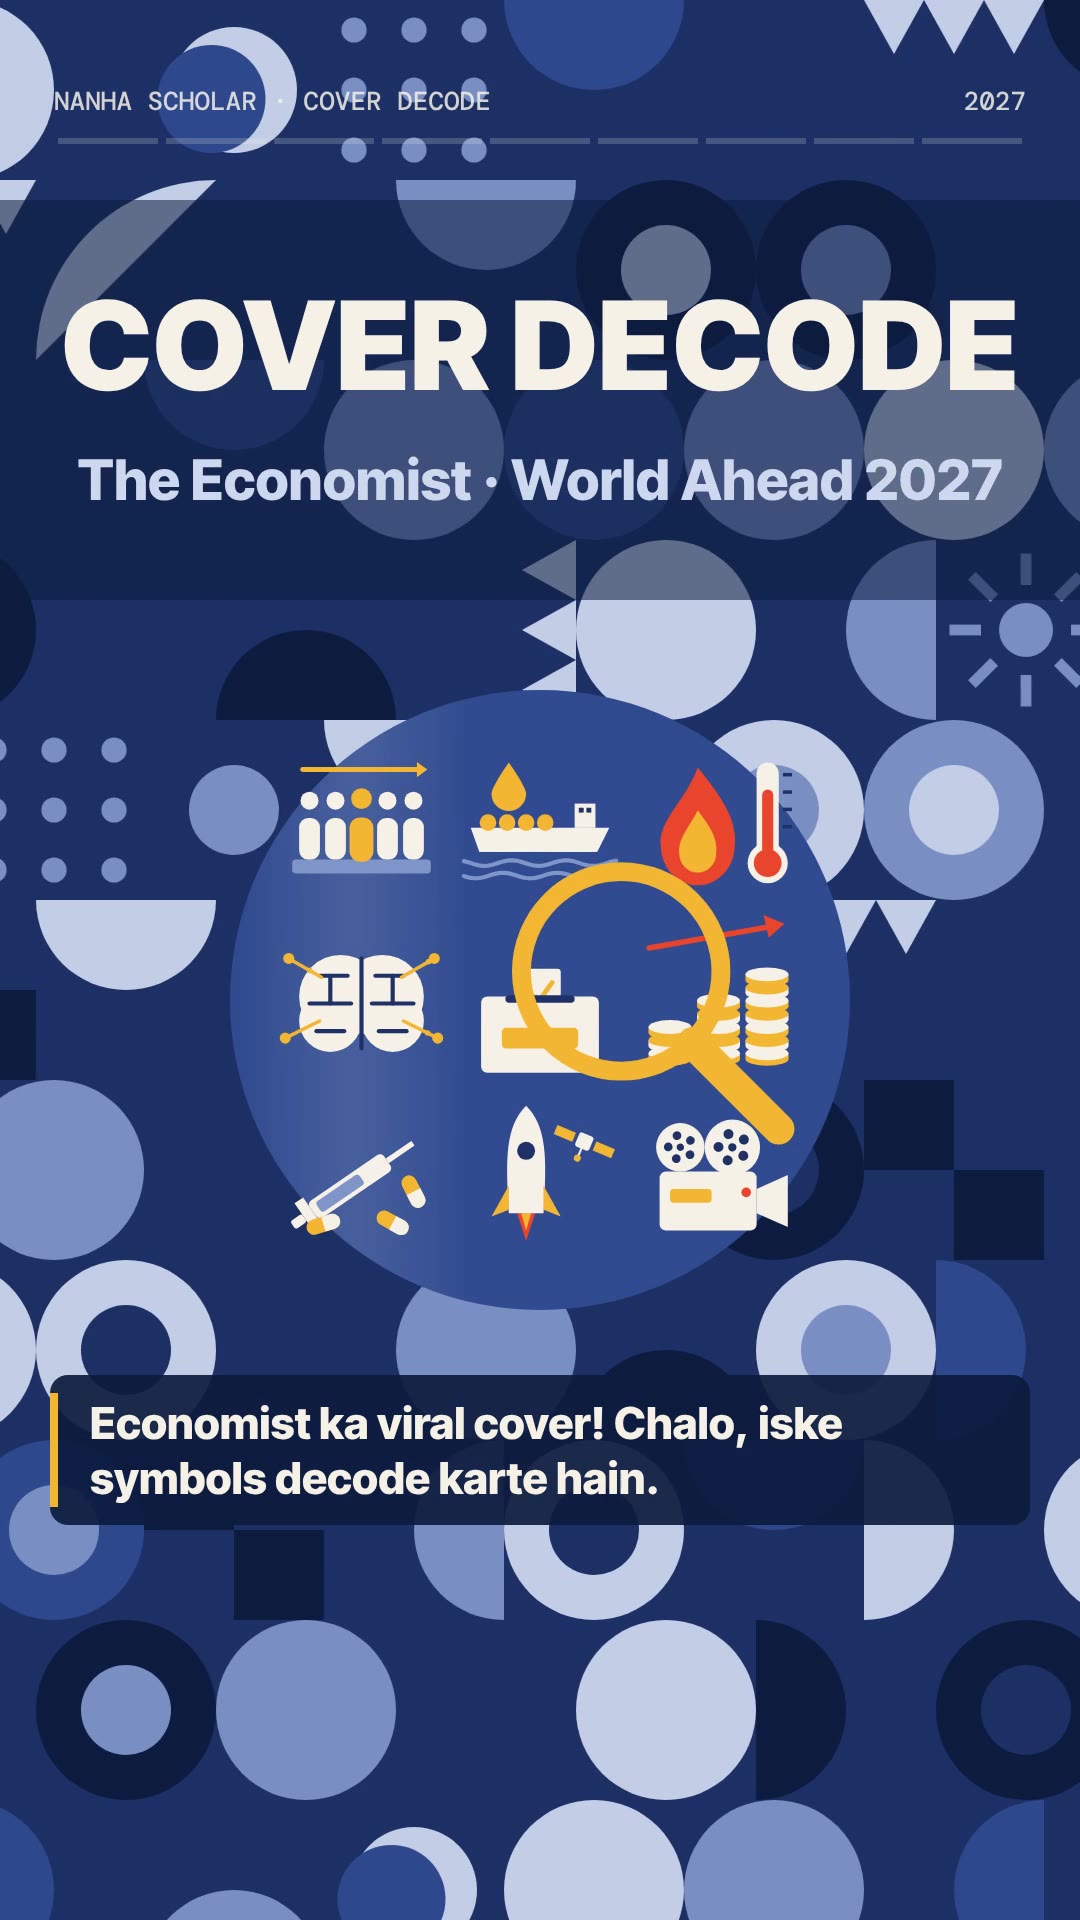 NANHA SCHOLAR · COVER DECODE
2027
COVER DECODE
The Economist · World Ahead 2027
Economist ka viral cover! Chalo, iske
symbols decode karte hain.